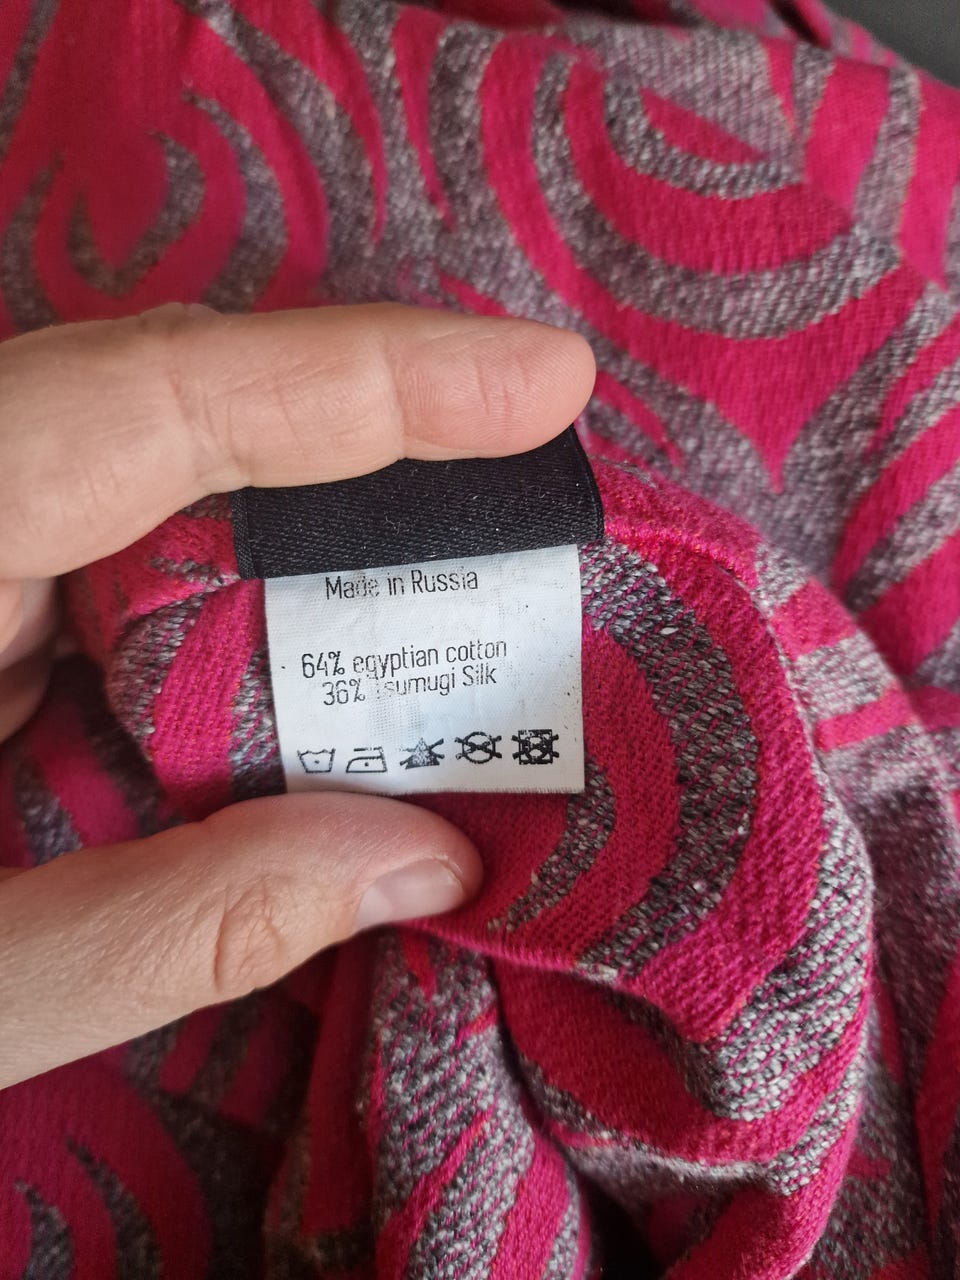 Made in Russia
64% egyptian cotton
36% tsumugi Silk